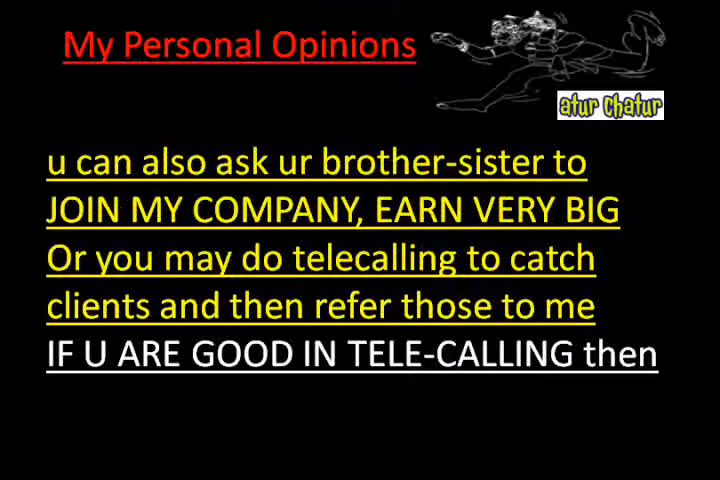 My Personal Opinions
atur chatur
u can also ask ur brother-sister to
JOIN MY COMPANY, EARN VERY BIG
Or you may do telecalling to catch
clients and then refer those to me
IF U ARE GOOD IN TELE-CALLING then